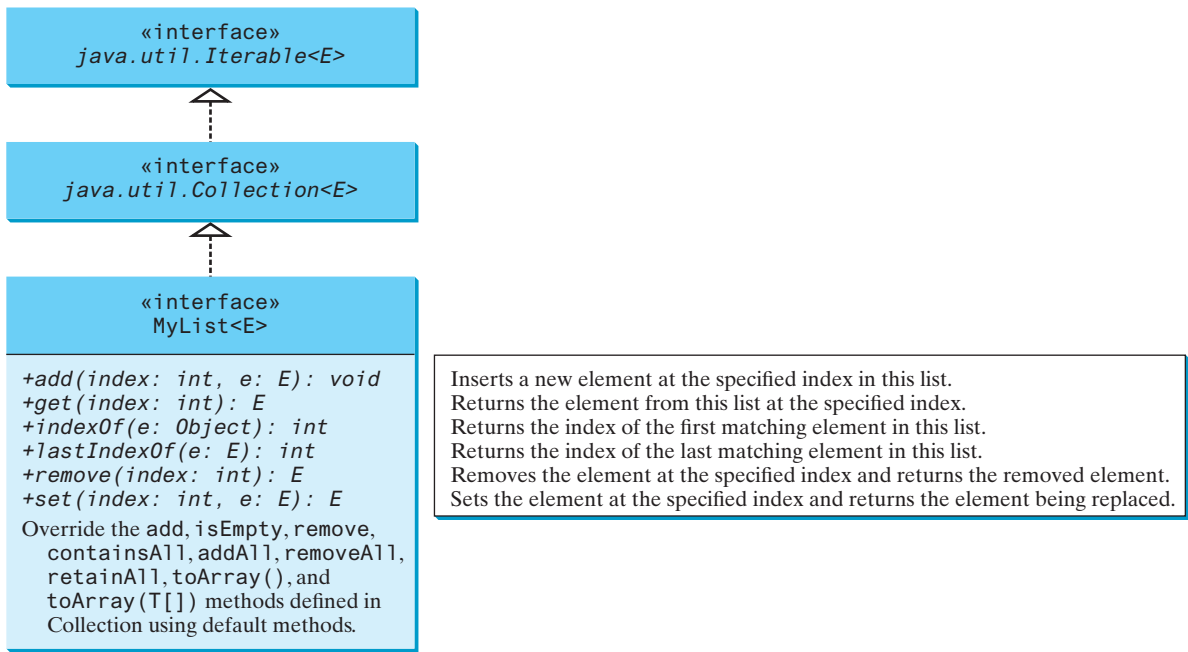 «interface»
java.util.Iterable<E>
«interface»
java.util.Collection<E>
«interface»
MyList<E>
+add(index: int, e: E): void
+get(index: int): E
+indexOf(e: Object): int
+lastIndexOf(e: E): int
+remove(index: int): E
+set(index: int, e: E): E
Override the add, isEmpty, remove,
containsAll, addAll, removeAll,
retainAll, toArray(), and
toArray(T[]) methods defined in
Collection using default methods.
Inserts a new element at the specified index in this list.
Returns the element from this list at the specified index.
Returns the index of the first matching element in this list.
Returns the index of the last matching element in this list.
Removes the element at the specified index and returns the removed element.
Sets the element at the specified index and returns the element being replaced.